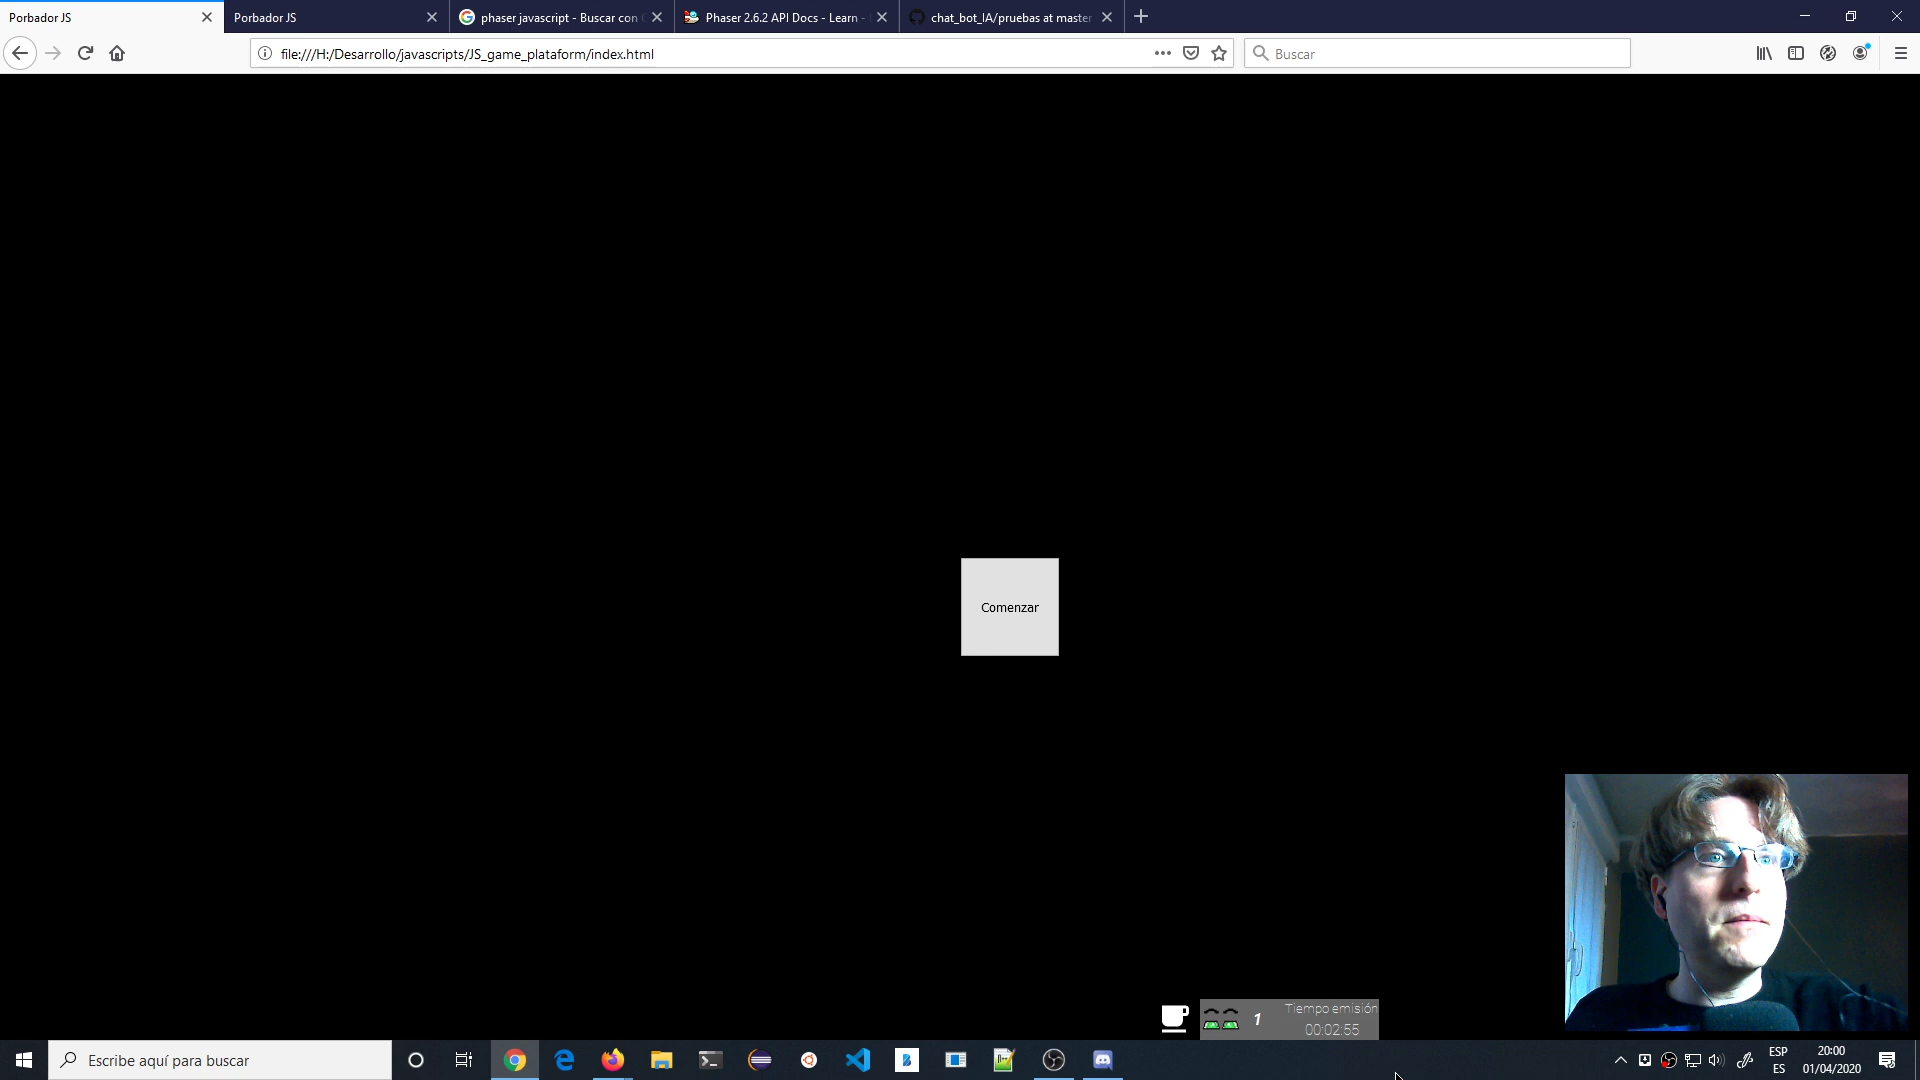 Porbador JS
Porbador JS
phaser javascript - Buscar con
Phaser 2.6.2 API Docs - Learn -
chat_bot_IA/pruebas at master
file:///H:/Desarrollo/javascripts/JS_game_plataform/index.html
Buscar
Comenzar
1
Tiempo emisión
00:02:55
Escribe aquí para buscar
ESP
ES
20:00
01/04/2020